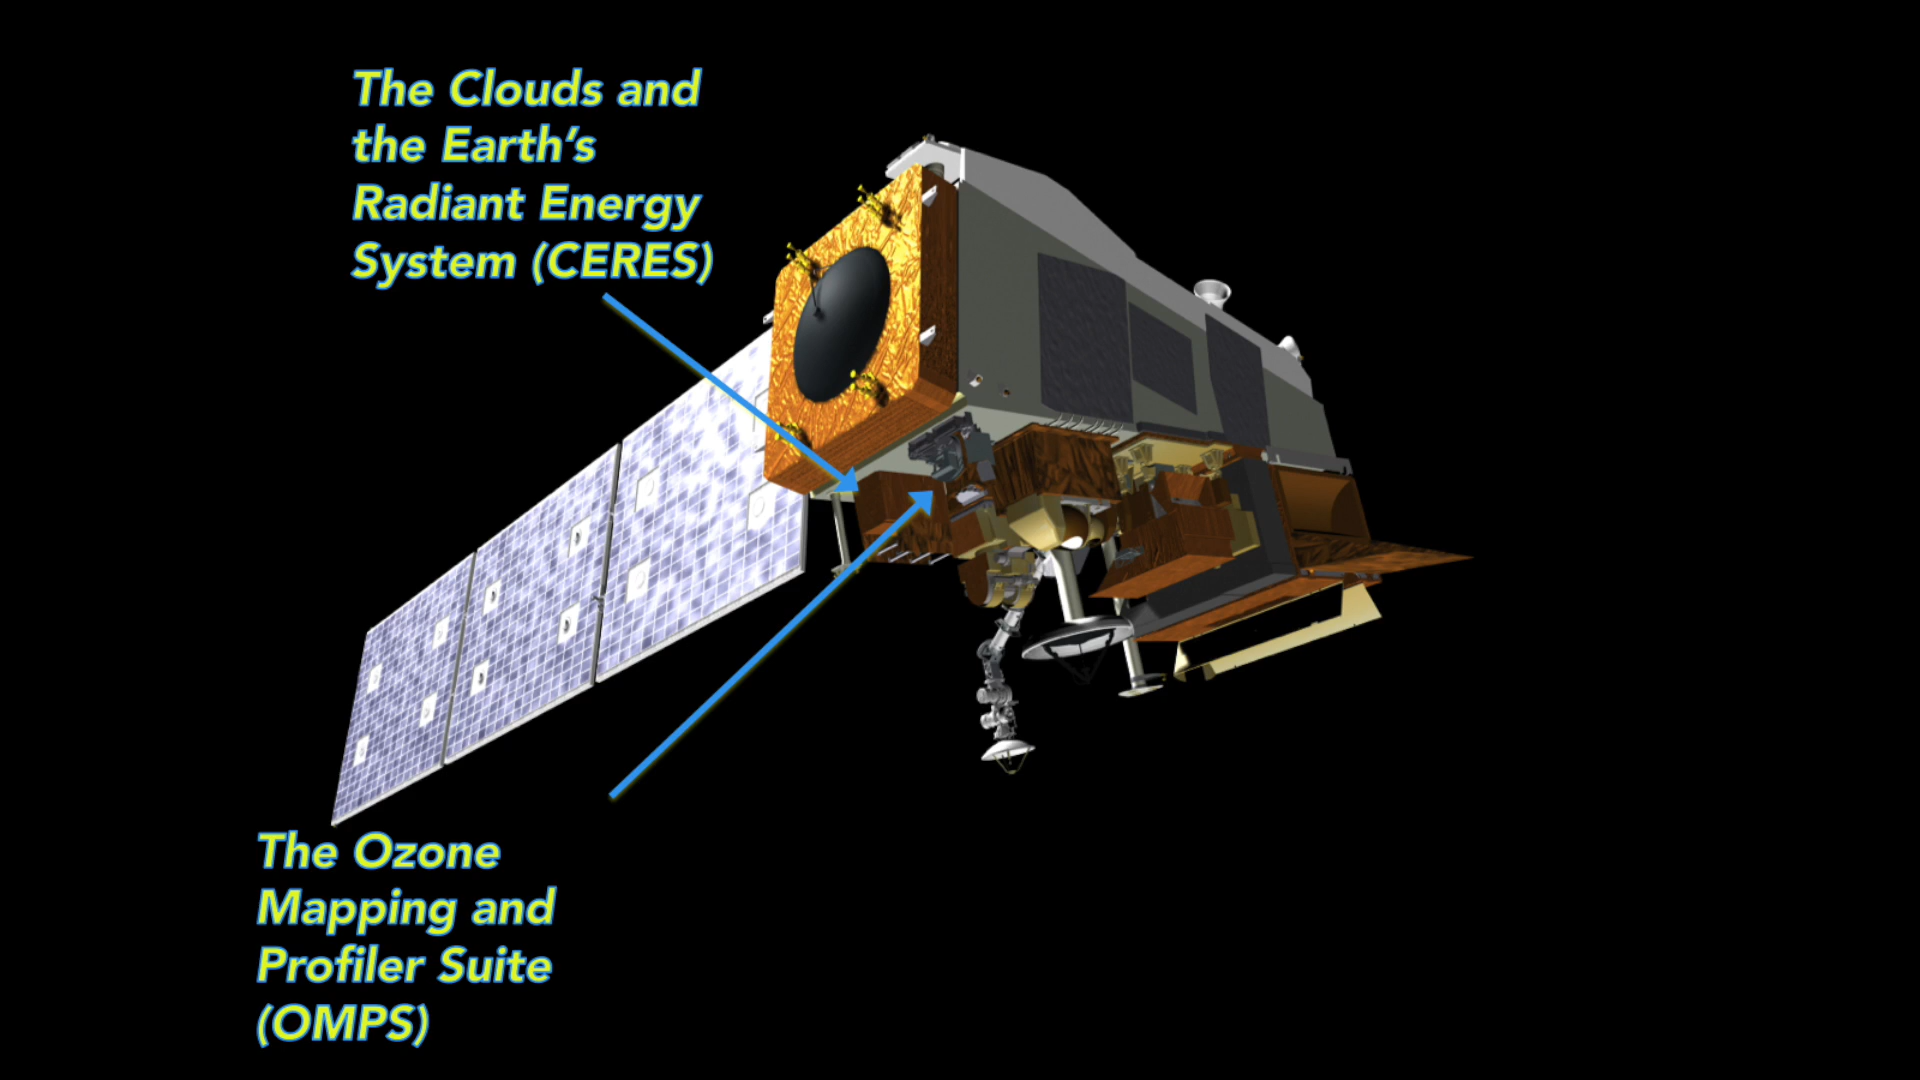 The Clouds and
the Earth’s
Radiant Energy
System (CERES)
The Ozone
Mapping and
Profiler Suite
(OMPS)